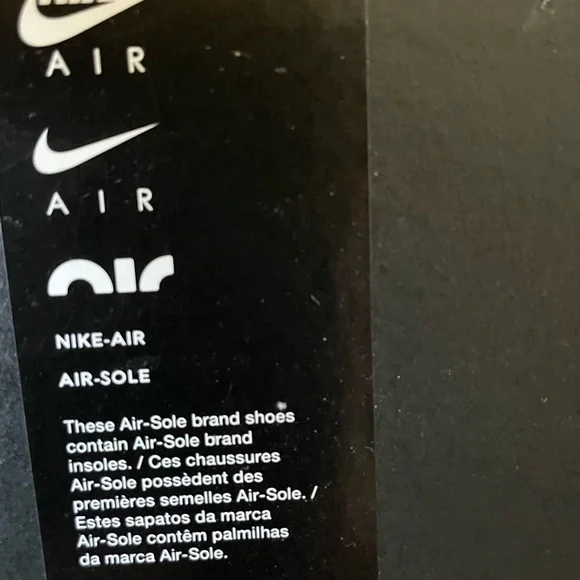 AIR
AIR
air
NIKE-AIR
AIR-SOLE
These Air-Sole brand shoes
contain Air-Sole brand
insoles. / Ces chaussures
Air-Sole possèdent des
premières semelles Air-Sole. /
Estes sapatos da marca
Air-Sole contêm palmilhas
da marca Air-Sole.